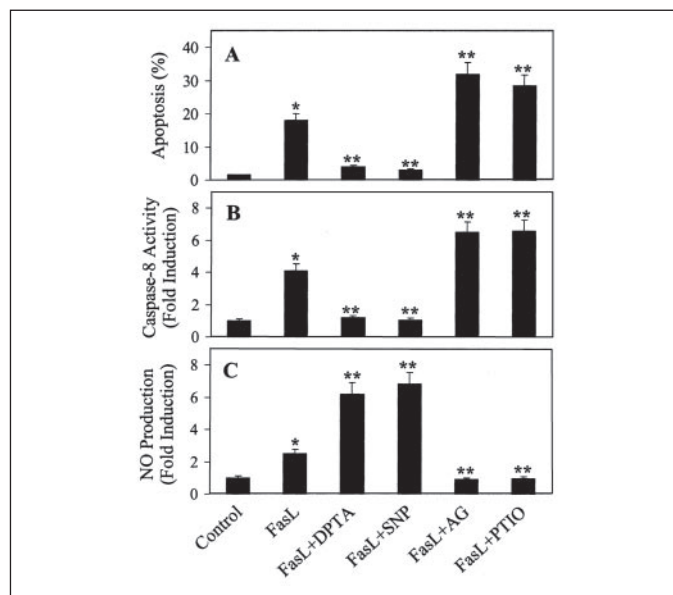 A
Apoptosis (%)
40
30
20
10
0
*
**
**
**
**
B
Caspase-8 Activity
(Fold Induction)
8
6
4
2
0
*
**
**
**
**
C
NO Production
(Fold Induction)
8
6
4
2
0
*
**
**
**
**
Control
FasL
FasL+DPTA
FasL+SNP
FasL+AG
FasL+PTIO